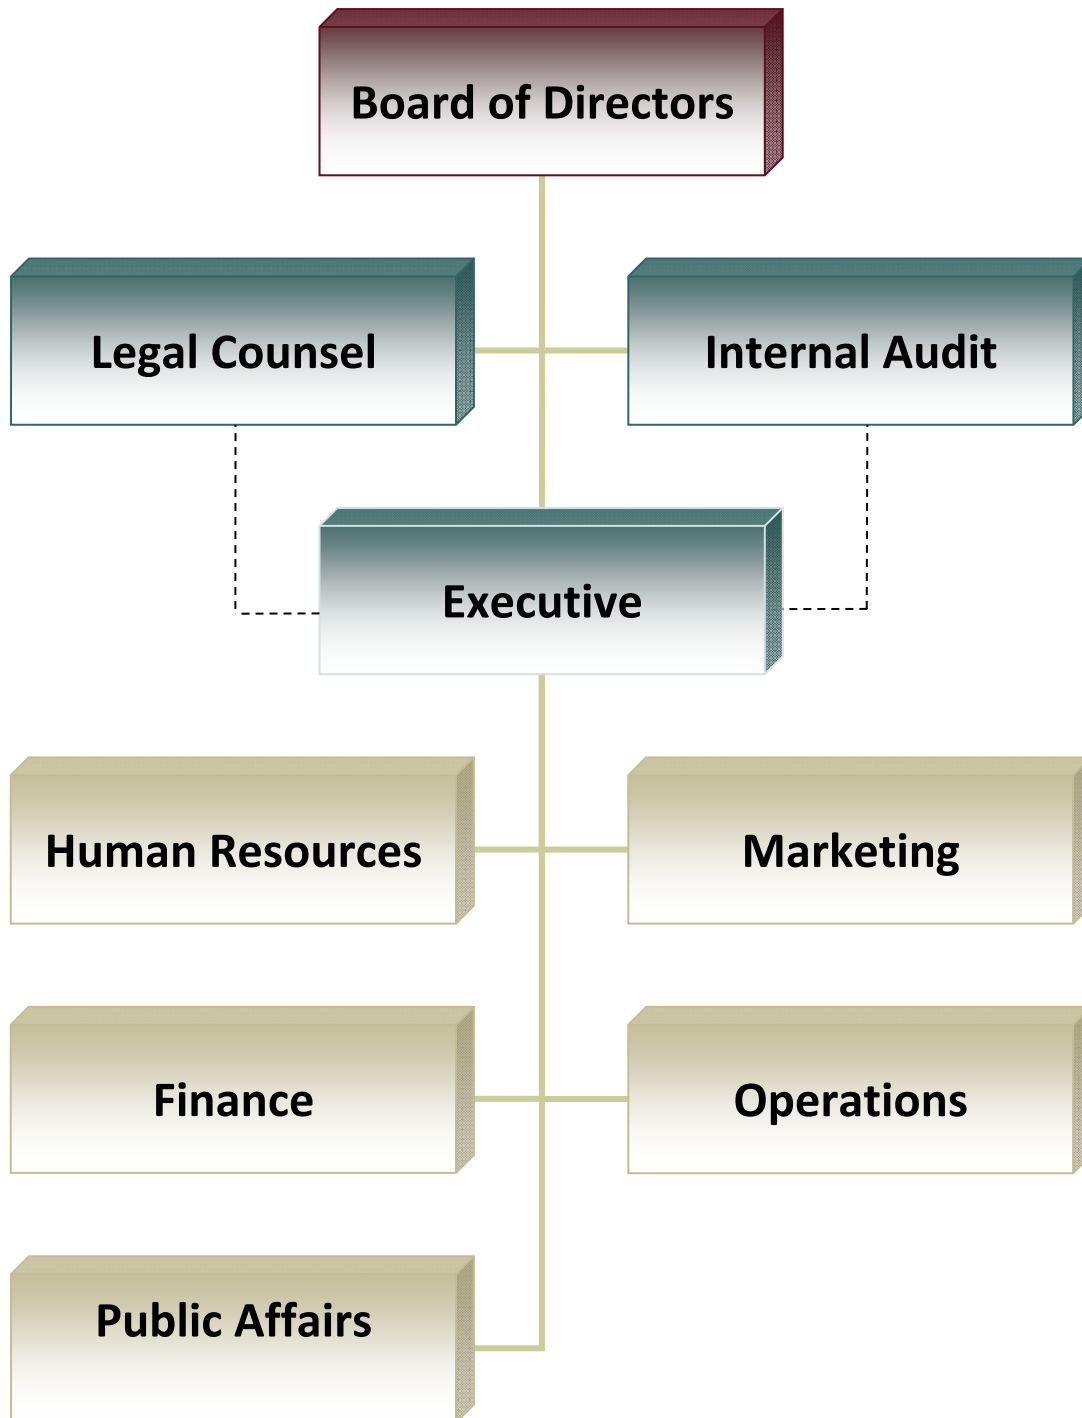 Board of Directors
Legal Counsel
Internal Audit
Executive
Human Resources
Marketing
Finance
Operations
Public Affairs